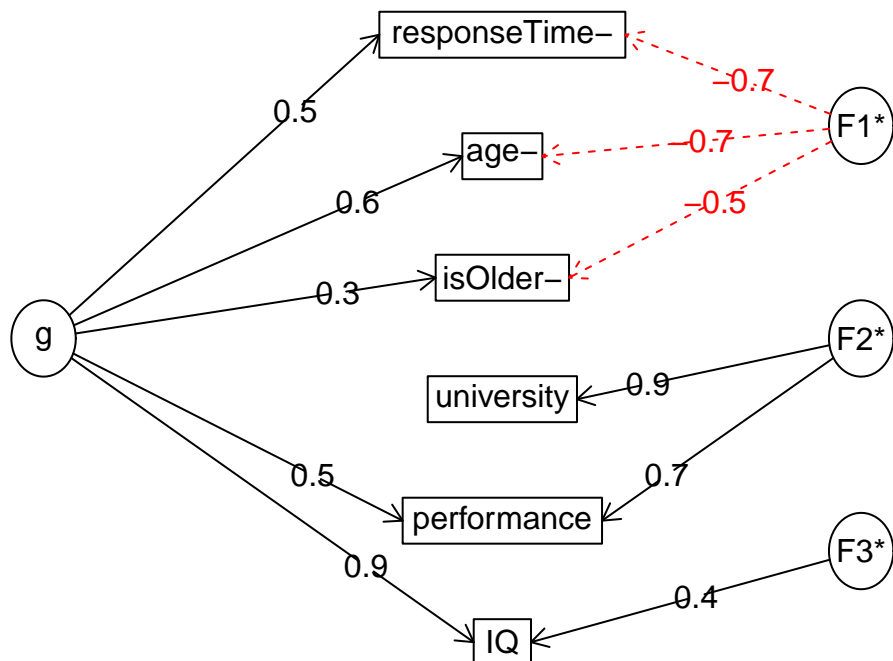 responseTime−
−0.7
F1*
0.5
age−
−0.7
0.6
−0.5
isOlder−
0.3
g
F2*
0.9
university
0.5
0.7
performance
F3*
0.9
0.4
IQ